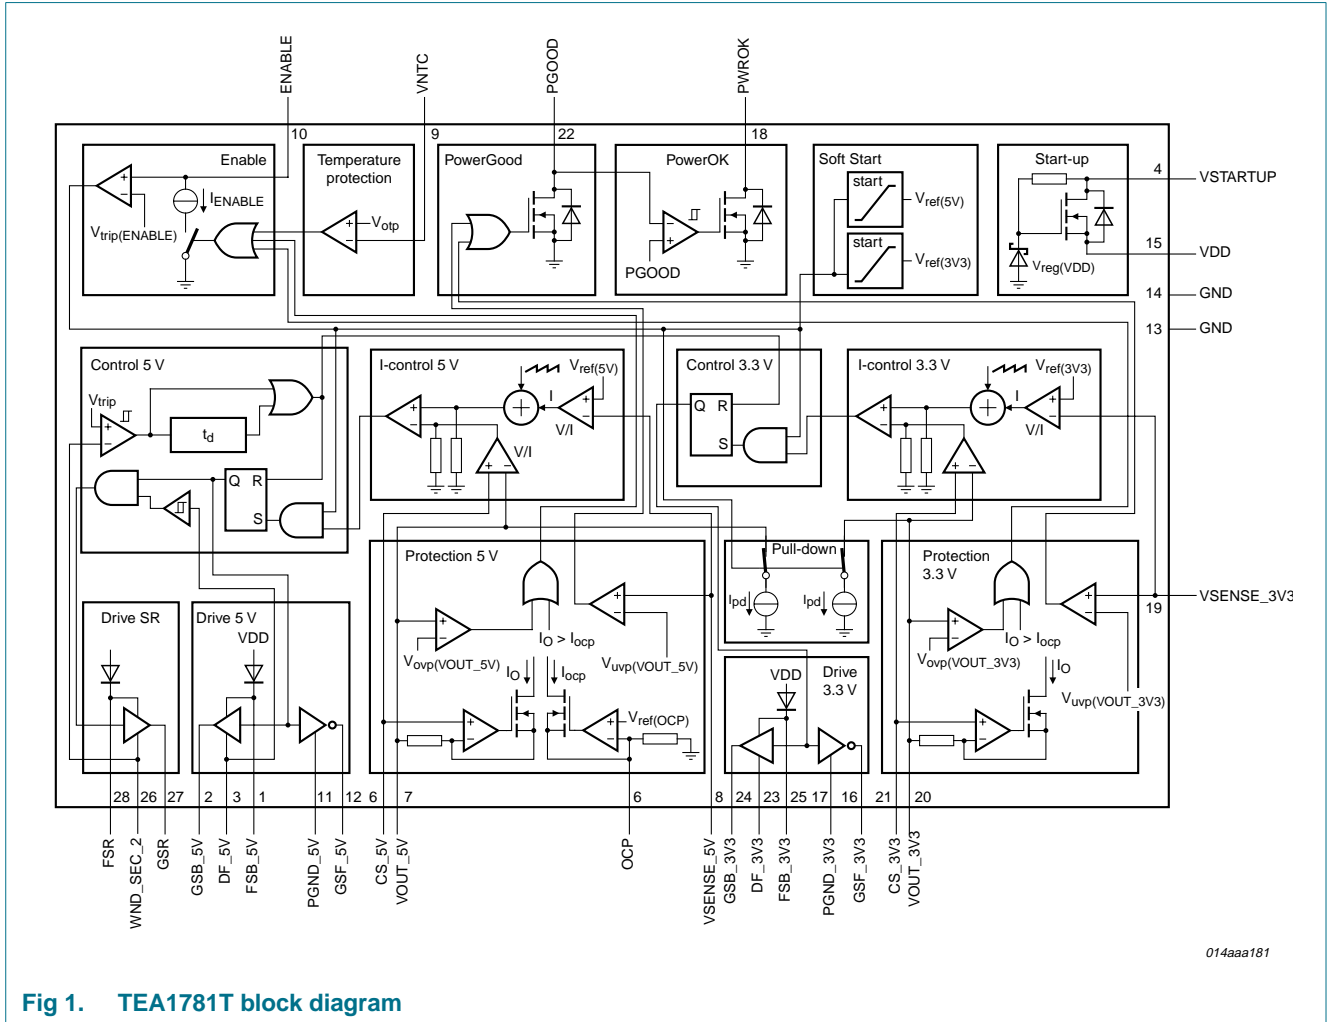 ENABLE
VNTC
PGOOD
PWROK
10
9
22
18
Enable
Temperature
protection
PowerGood
PowerOK
Soft Start
Start-up
IENABLE
Vtrip(ENABLE)
Votp
PGOOD
start
Vref(5V)
start
Vref(3V3)
Vreg(VDD)
4
VSTARTUP
15
VDD
14
GND
13
GND
Control 5 V
Vtrip
td
Q R
S
I-control 5 V
Vref(5V)
I
V/I
V/I
Control 3.3 V
Q R
S
I-control 3.3 V
Vref(3V3)
I
V/I
Protection 5 V
Vovp(VOUT_5V)
IO > Iocp
IO
Iocp
Vuvp(VOUT_5V)
Vref(OCP)
Pull-down
Ipd
Ipd
Protection
3.3 V
Vovp(VOUT_3V3)
IO > Iocp
IO
Vuvp(VOUT_3V3)
19
VSENSE_3V3
Drive SR
Drive 5 V
VDD
VDD
Drive
3.3 V
28 26 27 2 3 1 11 12 6 7 6 8 24 23 25 17 16 21 20
FSR
WND_SEC_2
GSR
GSB_5V
DF_5V
FSB_5V
PGND_5V
GSF_5V
CS_5V
VOUT_5V
OCP
VSENSE_5V
GSB_3V3
DF_3V3
FSB_3V3
PGND_3V3
GSF_3V3
CS_3V3
VOUT_3V3
014aaa181
Fig 1. TEA1781T block diagram